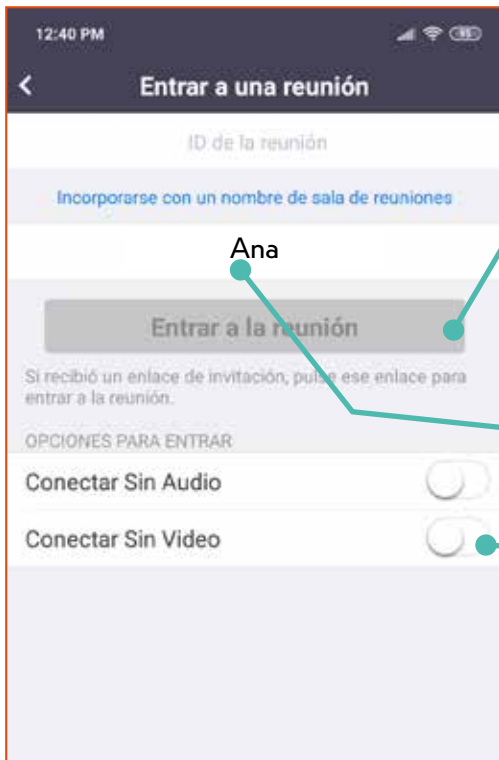 12:40 PM
Entrar a una reunión
ID de la reunión
Incorporarse con un nombre de sala de reuniones
Ana
Entrar a la reunión
Si recibió un enlace de invitación, pulse ese enlace para
entrar a la reunión.
OPCIONES PARA ENTRAR
Conectar Sin Audio
Conectar Sin Video